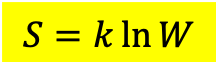 S = k ln W